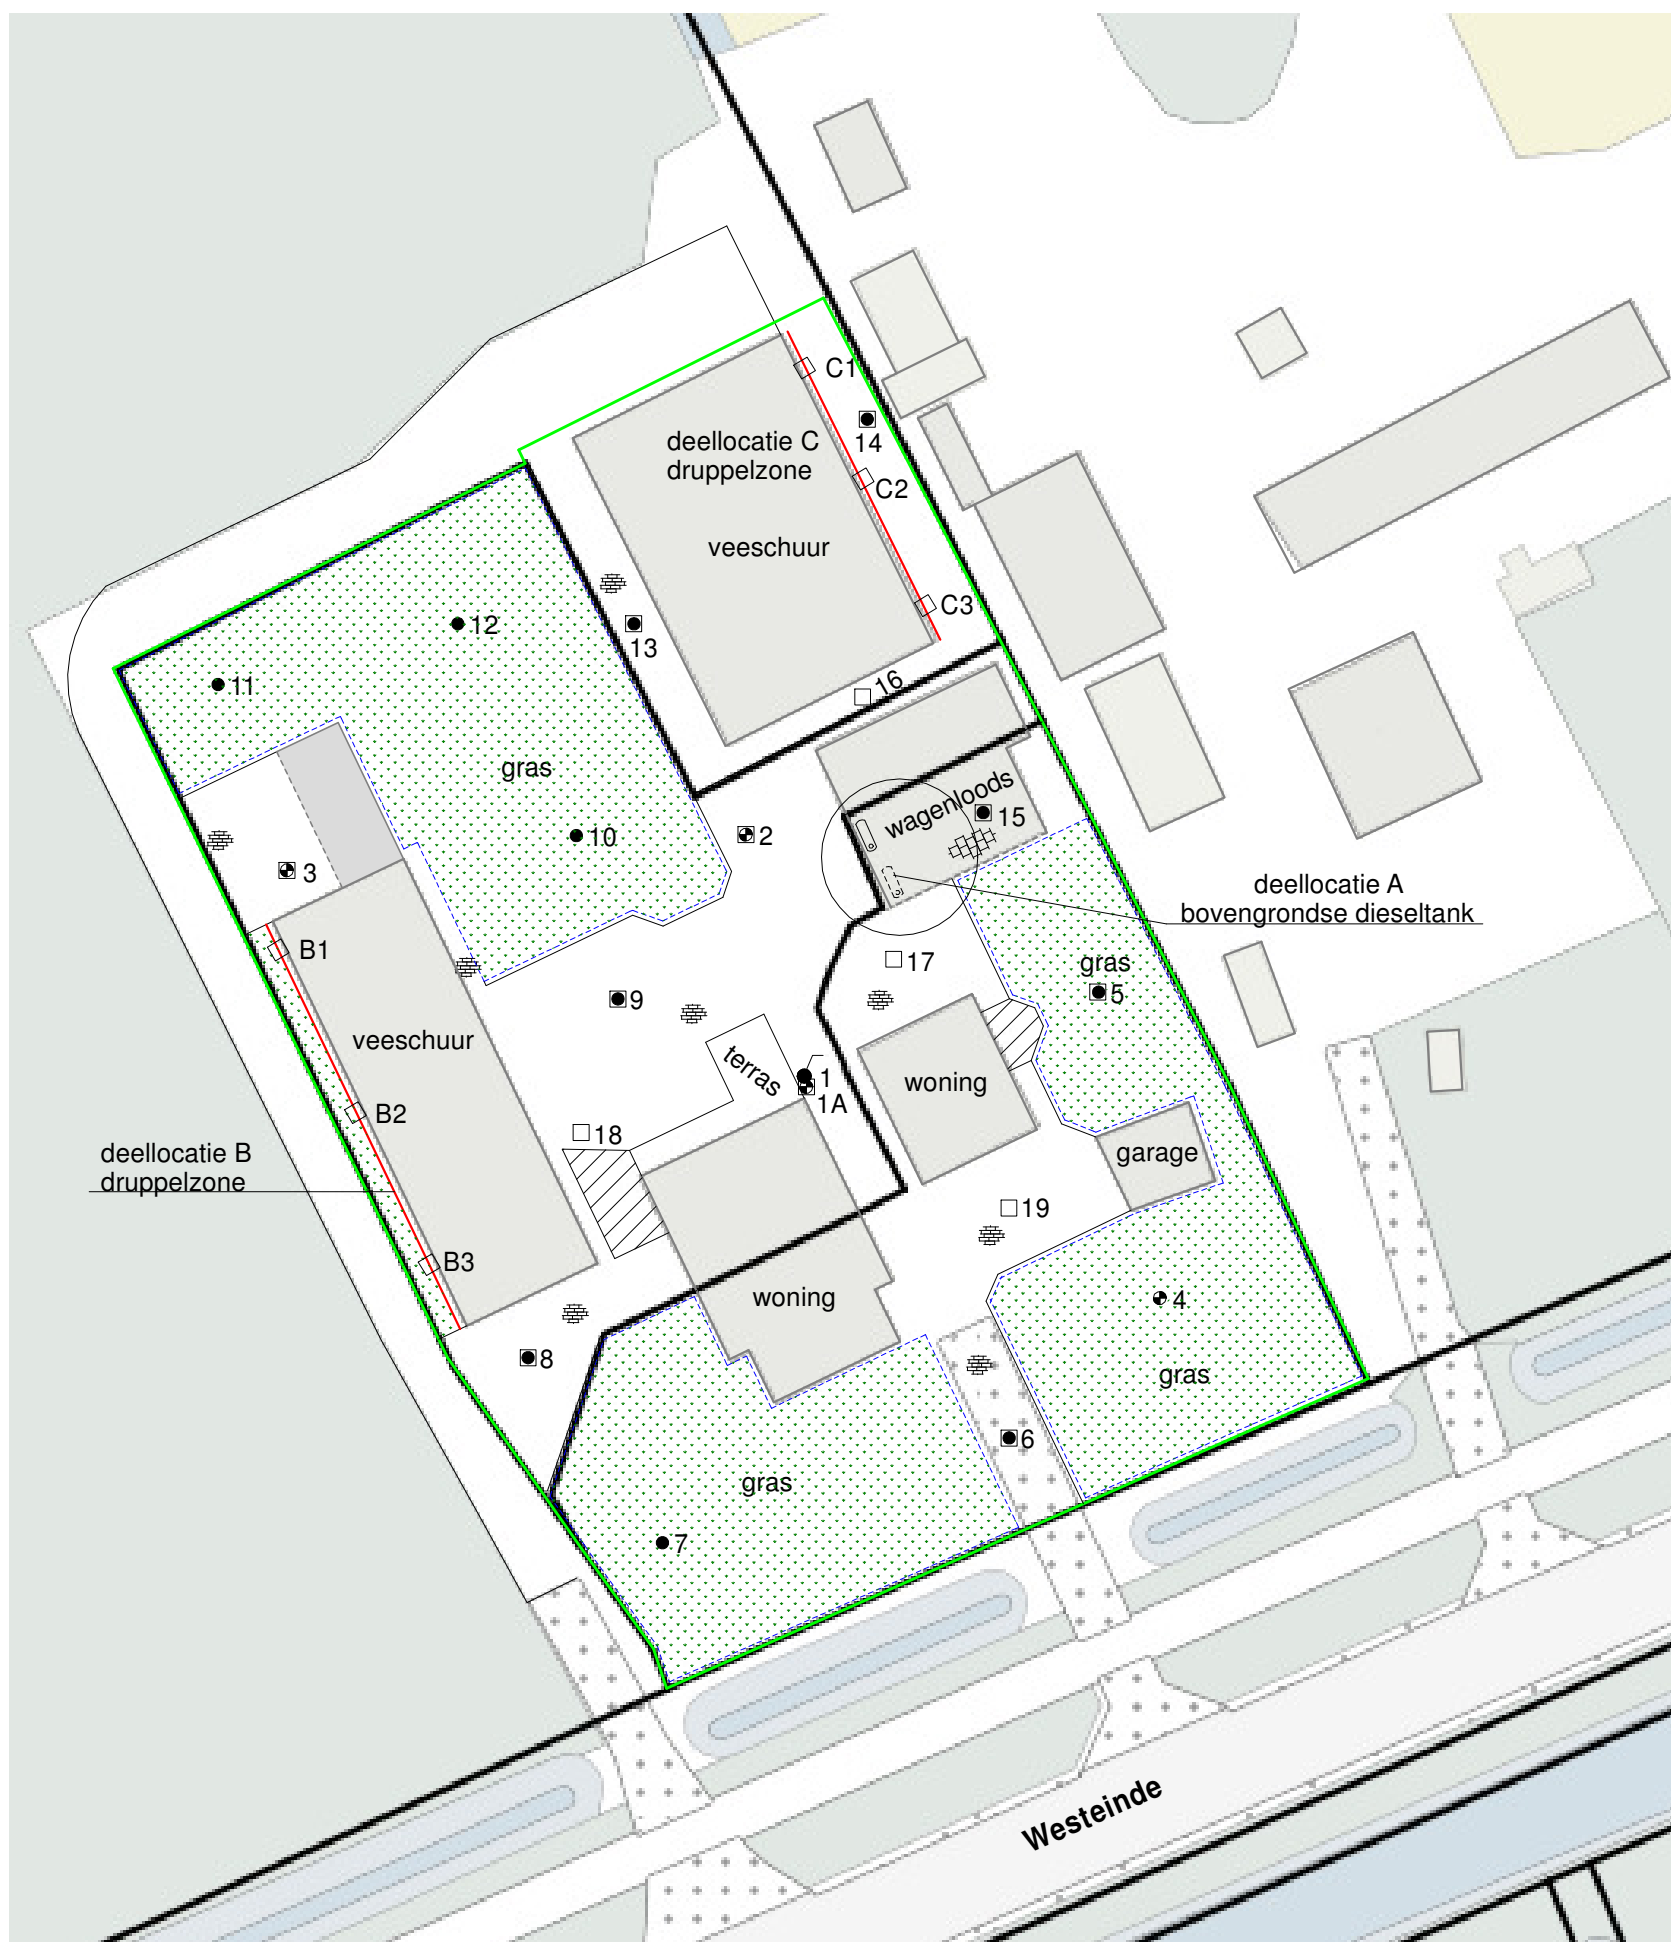 C1
14
deellocatie C
druppelzone
C2
veeschuur
C3
12
13
11
16
gras
wagenloods
15
10
2
3
deellocatie A
bovengrondse dieseltank
B1
17
gras
5
9
veeschuur
terras
1
1A
woning
B2
18
garage
deellocatie B
druppelzone
19
B3
woning
4
8
gras
6
gras
7
Westeinde